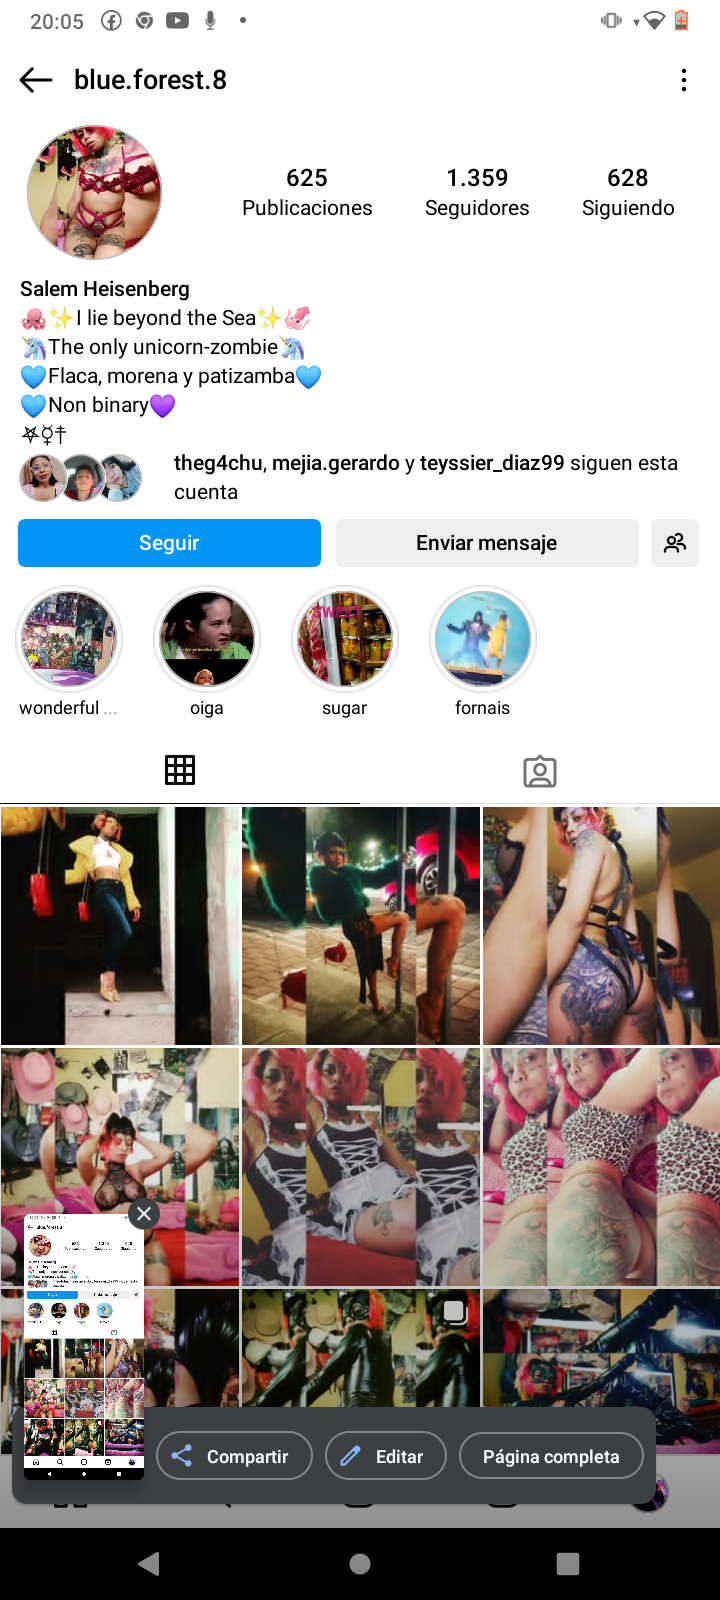 20:05
blue.forest.8
625 1.359 628
Publicaciones Seguidores Siguiendo
Salem Heisenberg
🐙✨I lie beyond the Sea✨🦑
🦄The only unicorn-zombie🦄
💙Flaca, morena y patizamba💙
💙Non binary💜
⛧☿†
theg4chu, mejia.gerardo y teyssier_diaz99 siguen esta
cuenta
Seguir Enviar mensaje
SWEET
wonderful ... oiga sugar fornais
Compartir Editar Página completa